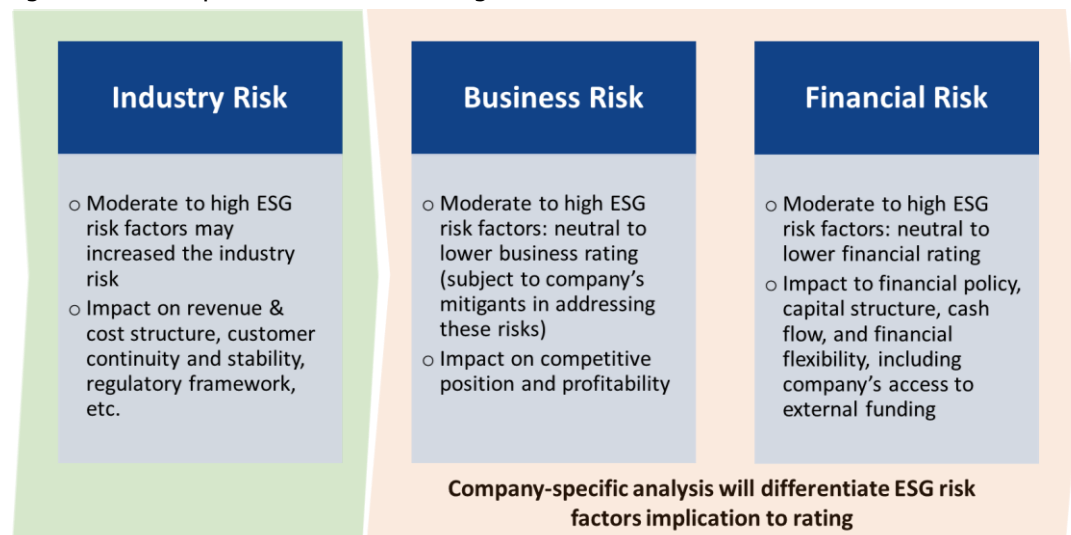 Industry Risk
○ Moderate to high ESG
risk factors may
increased the industry
risk
○ Impact on revenue &
cost structure, customer
continuity and stability,
regulatory framework,
etc.
Business Risk
○ Moderate to high ESG
risk factors: neutral to
lower business rating
(subject to company’s
mitigants in addressing
these risks)
○ Impact on competitive
position and profitability
Financial Risk
○ Moderate to high ESG
risk factors: neutral to
lower financial rating
○ Impact to financial policy,
capital structure, cash
flow, and financial
flexibility, including
company’s access to
external funding
Company-specific analysis will differentiate ESG risk
factors implication to rating